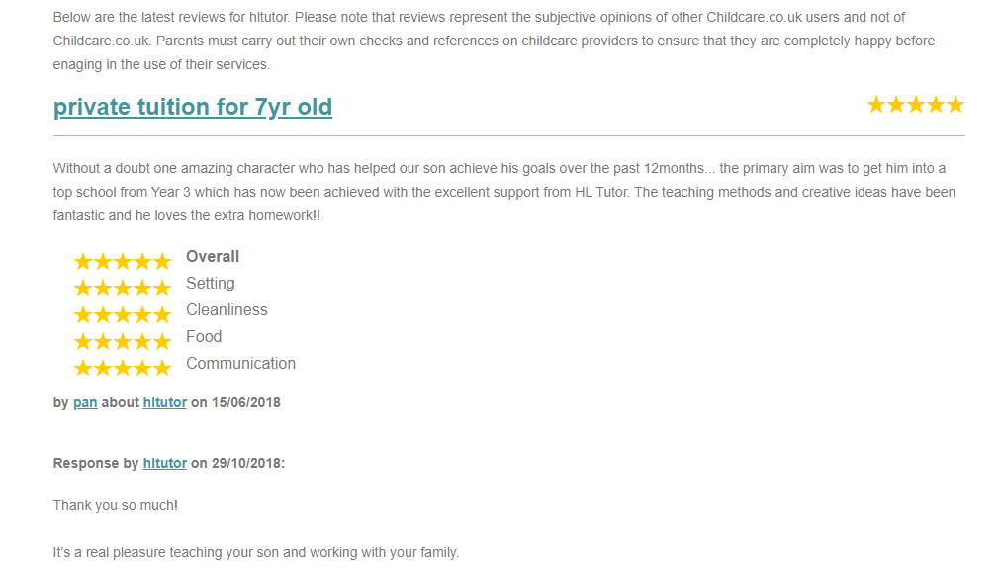 Below are the latest reviews for hltutor. Please note that reviews represent the subjective opinions of other Childcare.co.uk users and not of
Childcare.co.uk. Parents must carry out their own checks and references on childcare providers to ensure that they are completely happy before
enaging in the use of their services.
private tuition for 7yr old
Without a doubt one amazing character who has helped our son achieve his goals over the past 12months... the primary aim was to get him into a
top school from Year 3 which has now been achieved with the excellent support from HL Tutor. The teaching methods and creative ideas have been
fantastic and he loves the extra homework!!
Overall
Setting
Cleanliness
Food
Communication
by pan about hltutor on 15/06/2018
Response by hltutor on 29/10/2018:
Thank you so much!
It's a real pleasure teaching your son and working with your family.